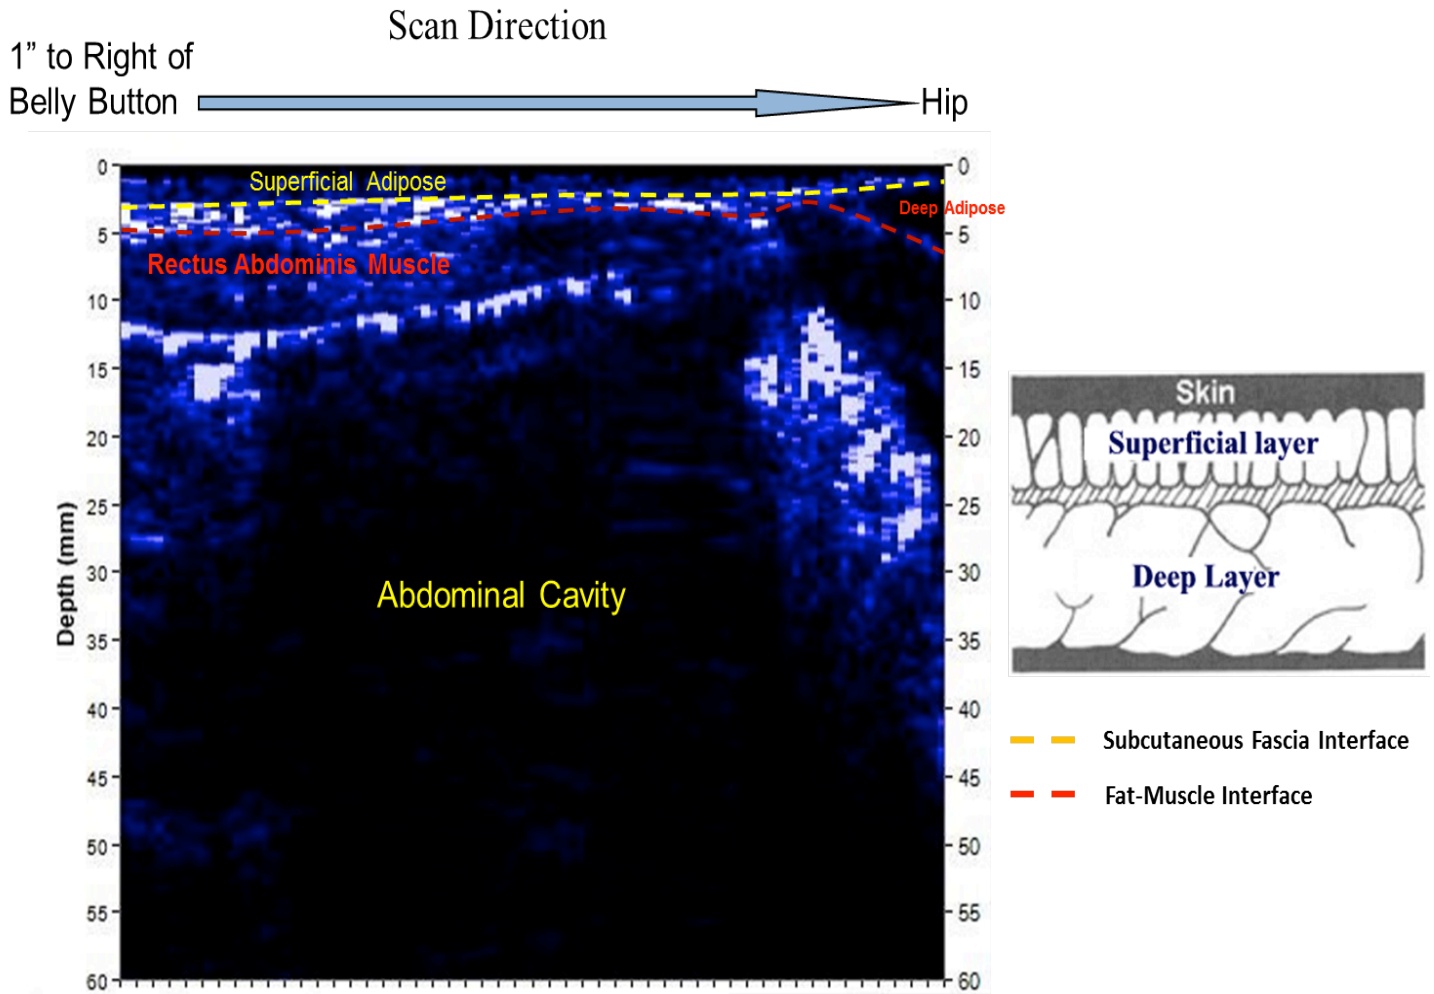 Scan Direction
1” to Right of
Belly Button
Hip
0
5
10
15
20
25
30
35
40
45
50
55
60
Depth (mm)
Superficial Adipose
Deep Adipose
Rectus Abdominis Muscle
Abdominal Cavity
0
5
10
15
20
25
30
35
40
45
50
55
60
Skin
Superficial layer
Deep Layer
Subcutaneous Fascia Interface
Fat-Muscle Interface